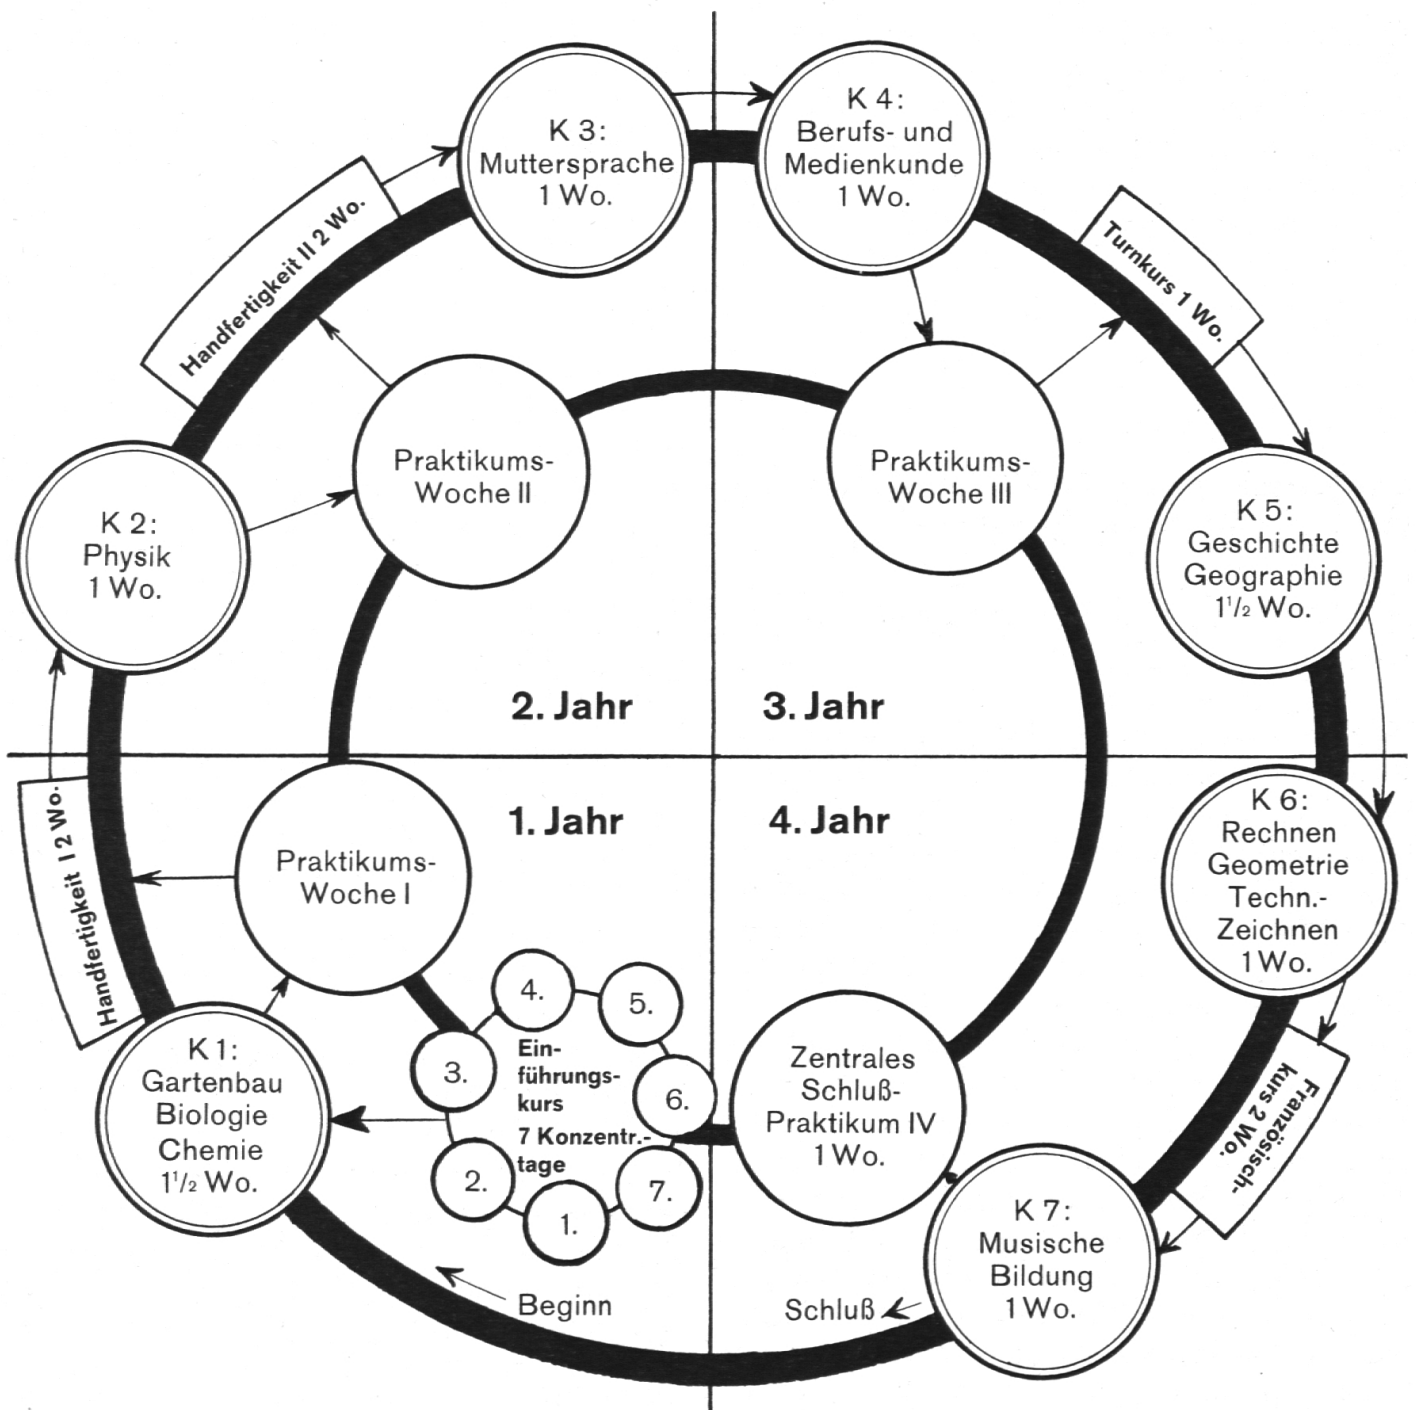 K 3:
Muttersprache
1 Wo.
K 4:
Berufs- und
Medienkunde
1 Wo.
Handfertigkeit II 2 Wo.
Turnkurs 1 Wo.
Praktikums-
Woche II
Praktikums-
Woche III
K 2:
Physik
1 Wo.
K 5:
Geschichte
Geographie
1 1/2 Wo.
2. Jahr
3. Jahr
1. Jahr
4. Jahr
Handfertigkeit I 2 Wo.
Praktikums-
Woche I
K 6:
Rechnen
Geometrie
Techn.-
Zeichnen
1 Wo.
K 1:
Gartenbau
Biologie
Chemie
1 1/2 Wo.
Ein-
führungs-
kurs
7 Konzentr.-
tage
1.
2.
3.
4.
5.
6.
7.
Zentrales
Schluß-
Praktikum IV
1 Wo.
Französisch-
kurs 2 Wo.
K 7:
Musische
Bildung
1 Wo.
Beginn
Schluß